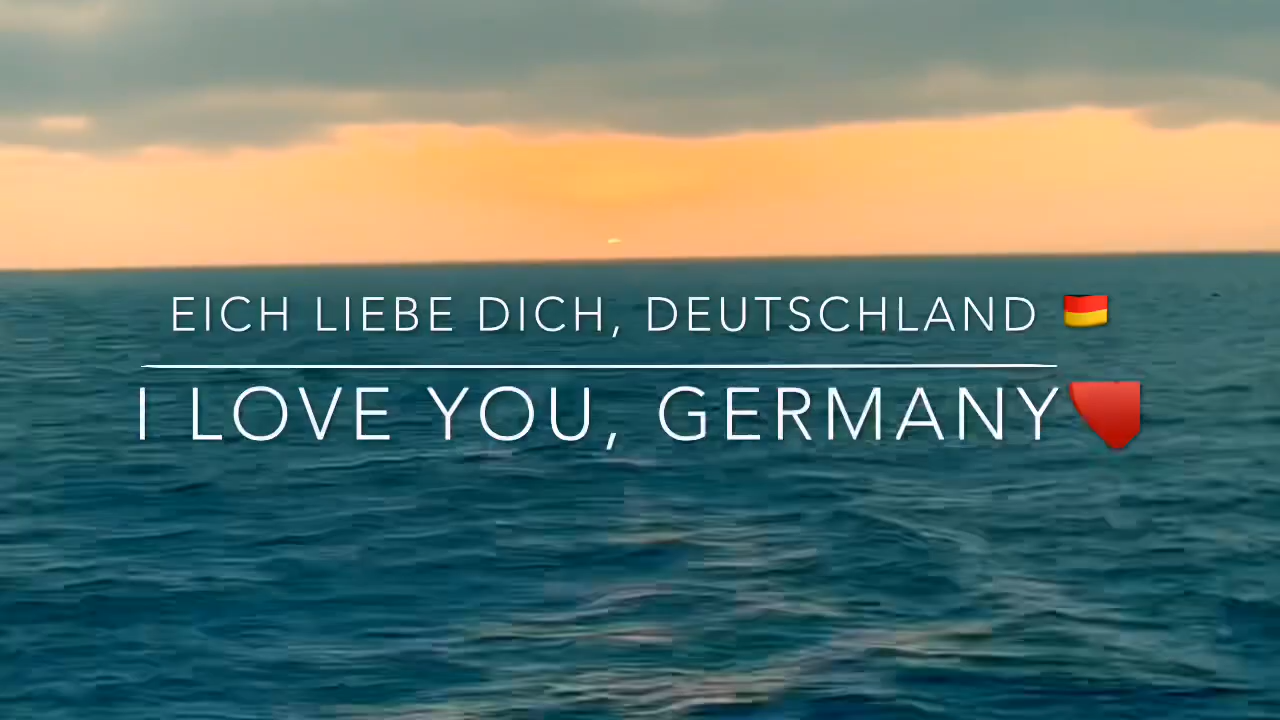 EICH LIEBE DICH, DEUTSCHLAND 🇩🇪
I LOVE YOU, GERMANY♥️